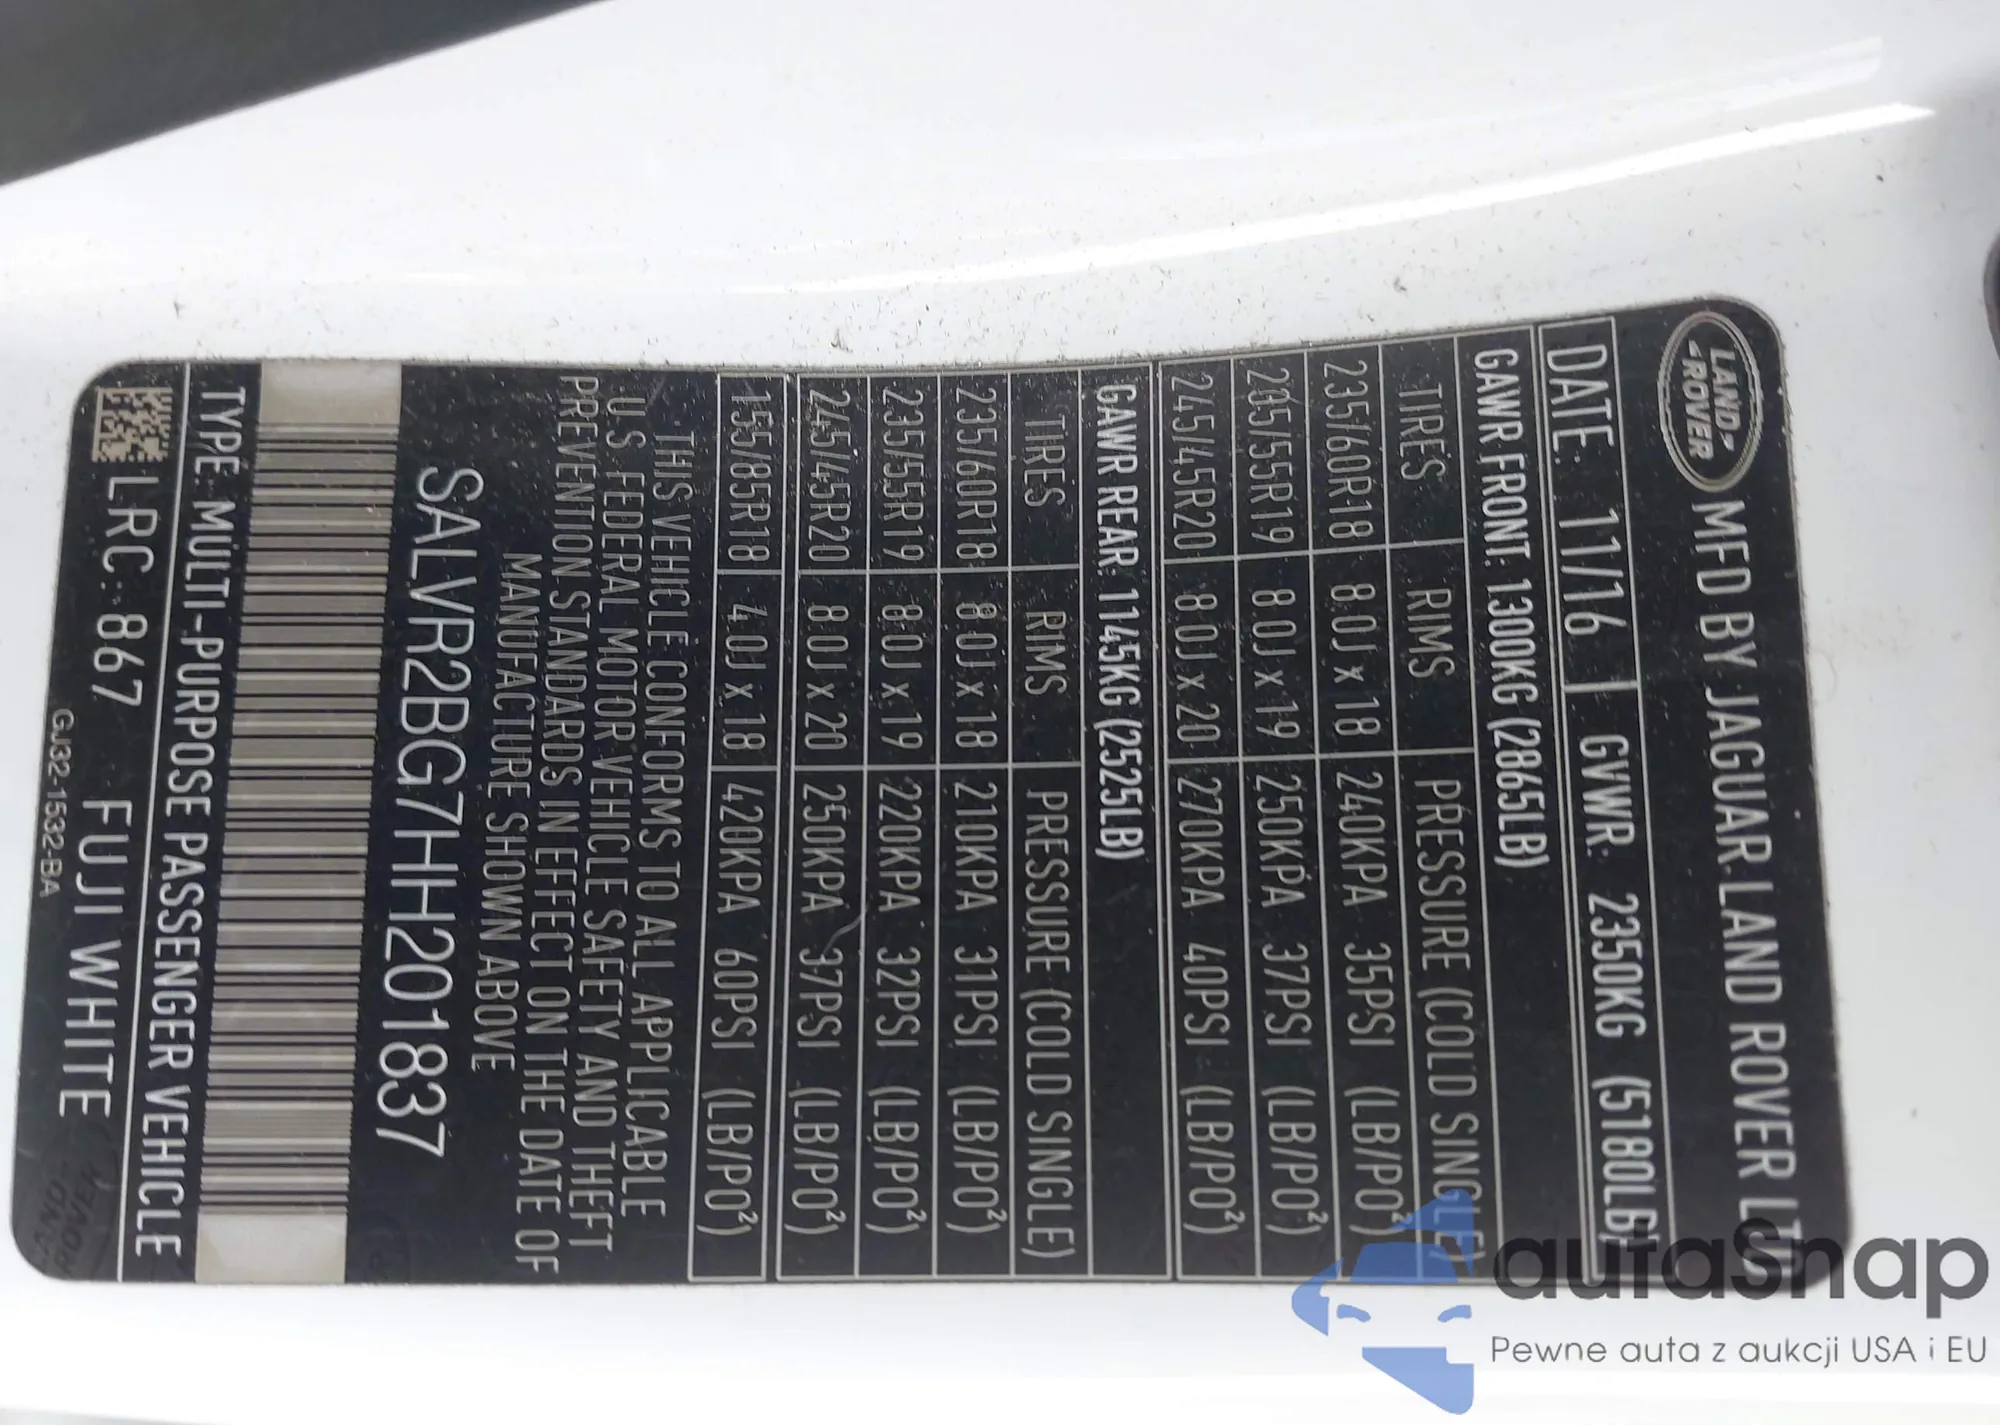 LAND-
-ROVER
MFD BY JAGUAR LAND ROVER LTD
DATE: 11/16 GVWR: 2350KG (5180LB)
GAWR FRONT: 1300KG (2865LB)
TIRES RIMS PRESSURE (COLD SINGLE)
235/60R18 8.0J x 18 240KPA 35PSI (LB/PO²)
235/55R19 8.0J x 19 250KPA 37PSI (LB/PO²)
245/45R20 8.0J x 20 270KPA 40PSI (LB/PO²)
GAWR REAR: 1145KG (2525LB)
TIRES RIMS PRESSURE (COLD SINGLE)
235/60R18 8.0J x 18 210KPA 31PSI (LB/PO²)
235/55R19 8.0J x 19 220KPA 32PSI (LB/PO²)
245/45R20 8.0J x 20 250KPA 37PSI (LB/PO²)
155/85R18 4.0J x 18 420KPA 60PSI (LB/PO²)
THIS VEHICLE CONFORMS TO ALL APPLICABLE
U.S. FEDERAL MOTOR VEHICLE SAFETY AND THEFT
PREVENTION STANDARDS IN EFFECT ON THE DATE OF
MANUFACTURE SHOWN ABOVE
SALVR2BG7HH201837
TYPE: MULTI-PURPOSE PASSENGER VEHICLE
LRC: 867 FUJI WHITE
GJ32-1532-BA
LAND-
ROVER
autaSnap
Pewne auta z aukcji USA i EU